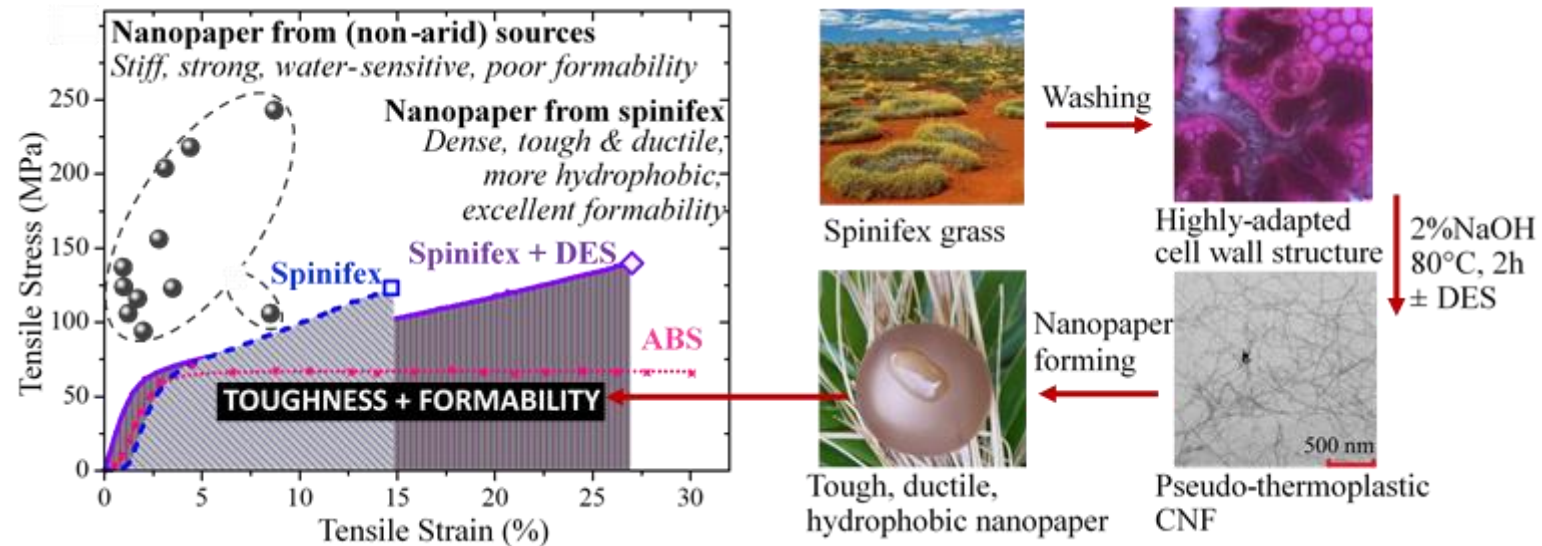 Nanopaper from (non-arid) sources
Stiff, strong, water-sensitive, poor formability
Nanopaper from spinifex
Dense, tough & ductile,
more hydrophobic,
excellent formability
Spinifex
Spinifex + DES
ABS
TOUGHNESS + FORMABILITY
Tensile Stress (MPa)
250
200
150
100
50
0
0
5
10
15
20
25
30
Tensile Strain (%)
Spinifex grass
Washing
Highly-adapted
cell wall structure
2%NaOH
80°C, 2h
± DES
500 nm
Pseudo-thermoplastic
CNF
Nanopaper
forming
Tough, ductile,
hydrophobic nanopaper